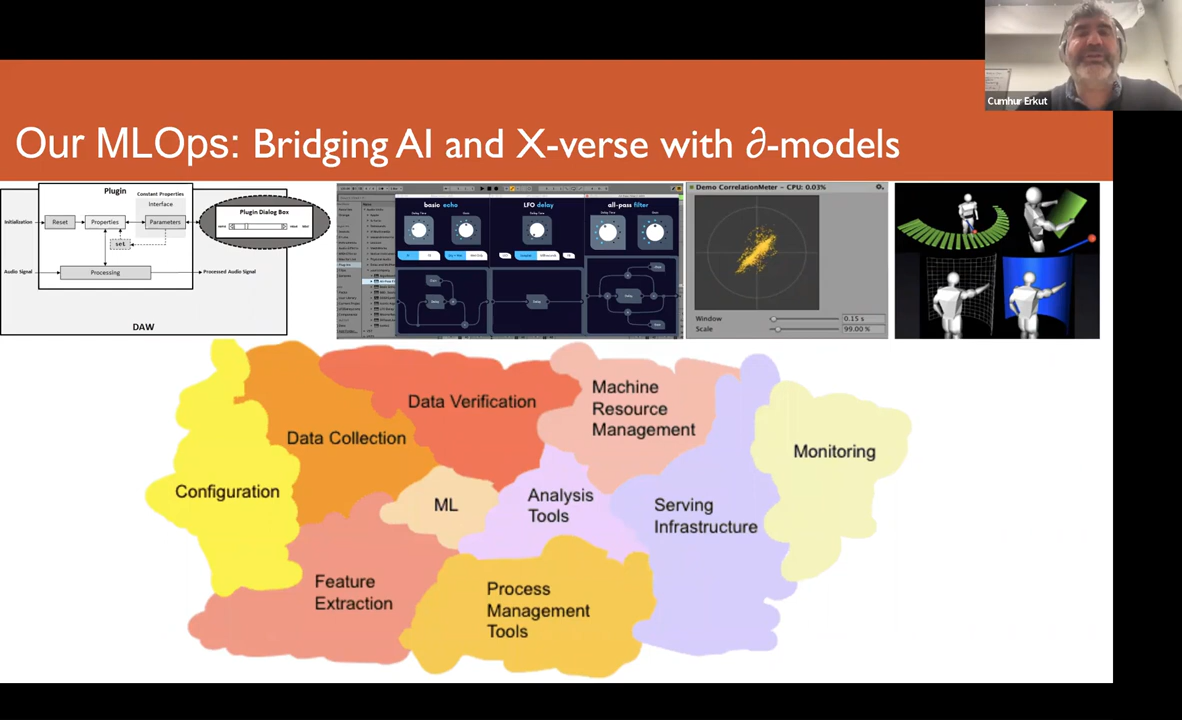 Cumhur Erkut
Our MLOps: Bridging AI and X-verse with ∂-models
Plugin
Constant Properties
Interface
Initialization
Reset
Properties
Parameters
Plugin Dialog Box
set
Audio Signal
Processing
Processed Audio Signal
DAW
basic echo
LFO delay
all-pass filter
Demo CorrelationMeter - CPU: 0.03%
Window
0.15 s
Scale
99.00 %
Data Verification
Machine
Resource
Management
Data Collection
Monitoring
Configuration
ML
Analysis
Tools
Serving
Infrastructure
Feature
Extraction
Process
Management
Tools